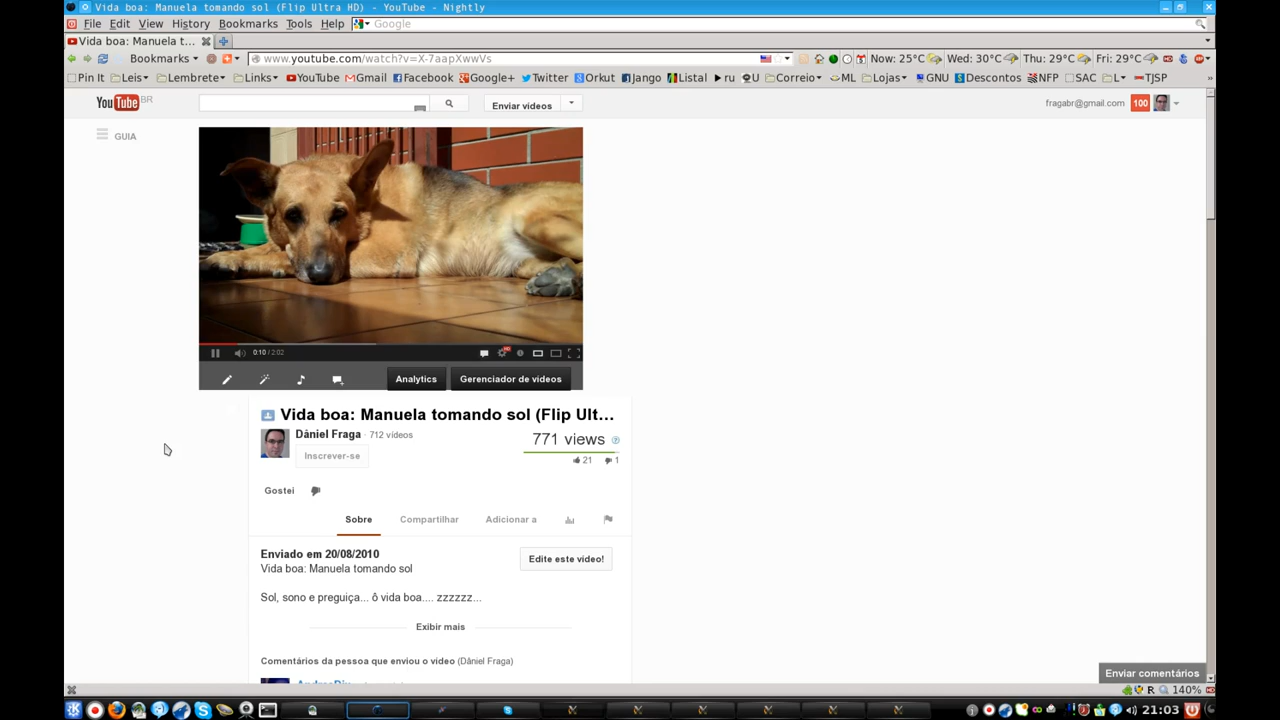 Vida boa: Manuela tomando sol (Flip Ultra HD) - YouTube - Nightly
File Edit View History Bookmarks Tools Help Google
Vida boa: Manuela t...
Bookmarks www.youtube.com/watch?v=X-7aapXwwVs Now: 25°C Wed: 30°C Thu: 29°C Fri: 29°C
Pin It Leis Lembrete Links YouTube Gmail Facebook Google+ Twitter Orkut Jango Listal ru U Correio ML Lojas GNU Descontos NFP SAC L TJSP
YouTube BR Enviar vídeos fragabr@gmail.com 100
GUIA
0:10 / 2:02
Analytics Gerenciador de vídeos
Vida boa: Manuela tomando sol (Flip Ult...
Dâniel Fraga · 712 vídeos
771 views
Inscrever-se
21 1
Gostei
Sobre Compartilhar Adicionar a
Enviado em 20/08/2010
Edite este vídeo!
Vida boa: Manuela tomando sol
Sol, sono e preguiça... ô vida boa.... zzzzzz...
Exibir mais
Comentários da pessoa que enviou o vídeo (Dâniel Fraga)
Enviar comentários
R 140%
21:03